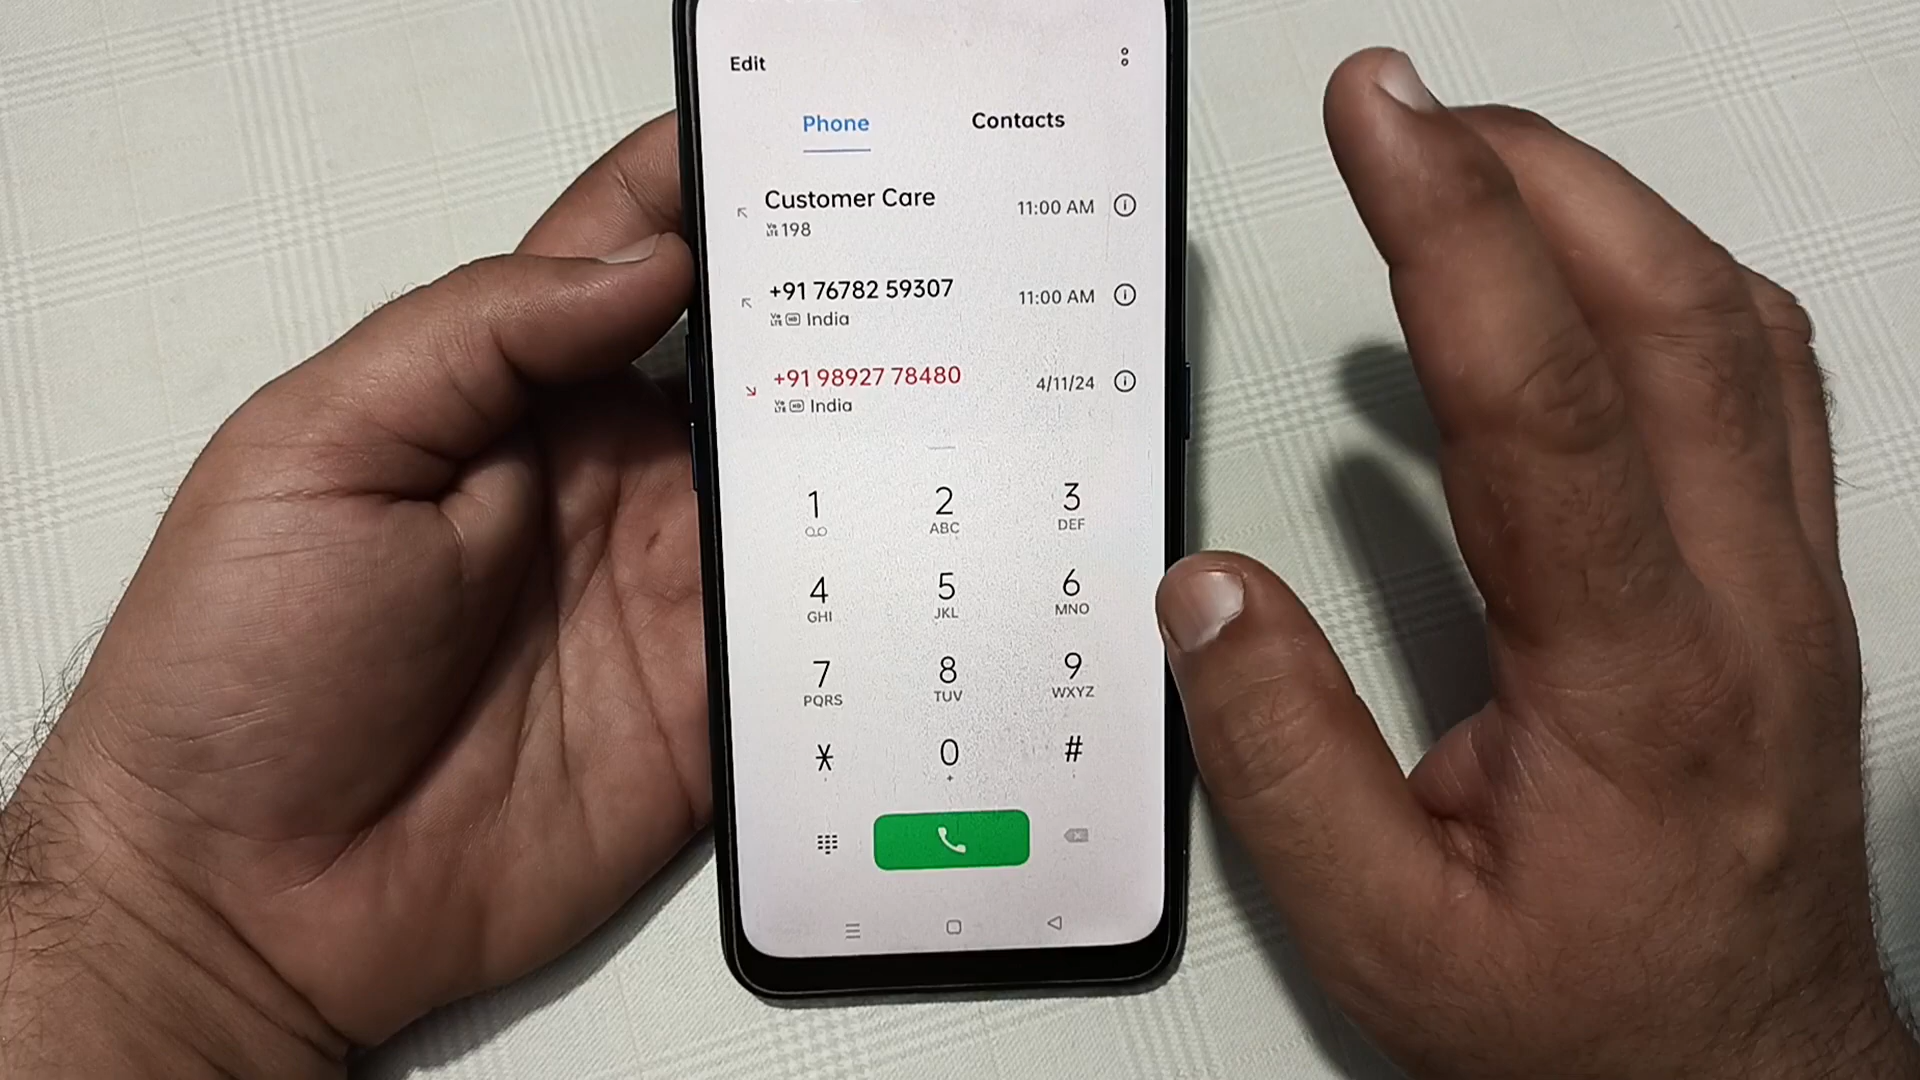 Edit
Phone
Contacts
Customer Care
11:00 AM
198
+91 76782 59307
11:00 AM
India
+91 98927 78480
4/11/24
India
1 2 3
ABC DEF
4 5 6
GHI JKL MNO
7 8 9
PQRS TUV WXYZ
* 0 #
+